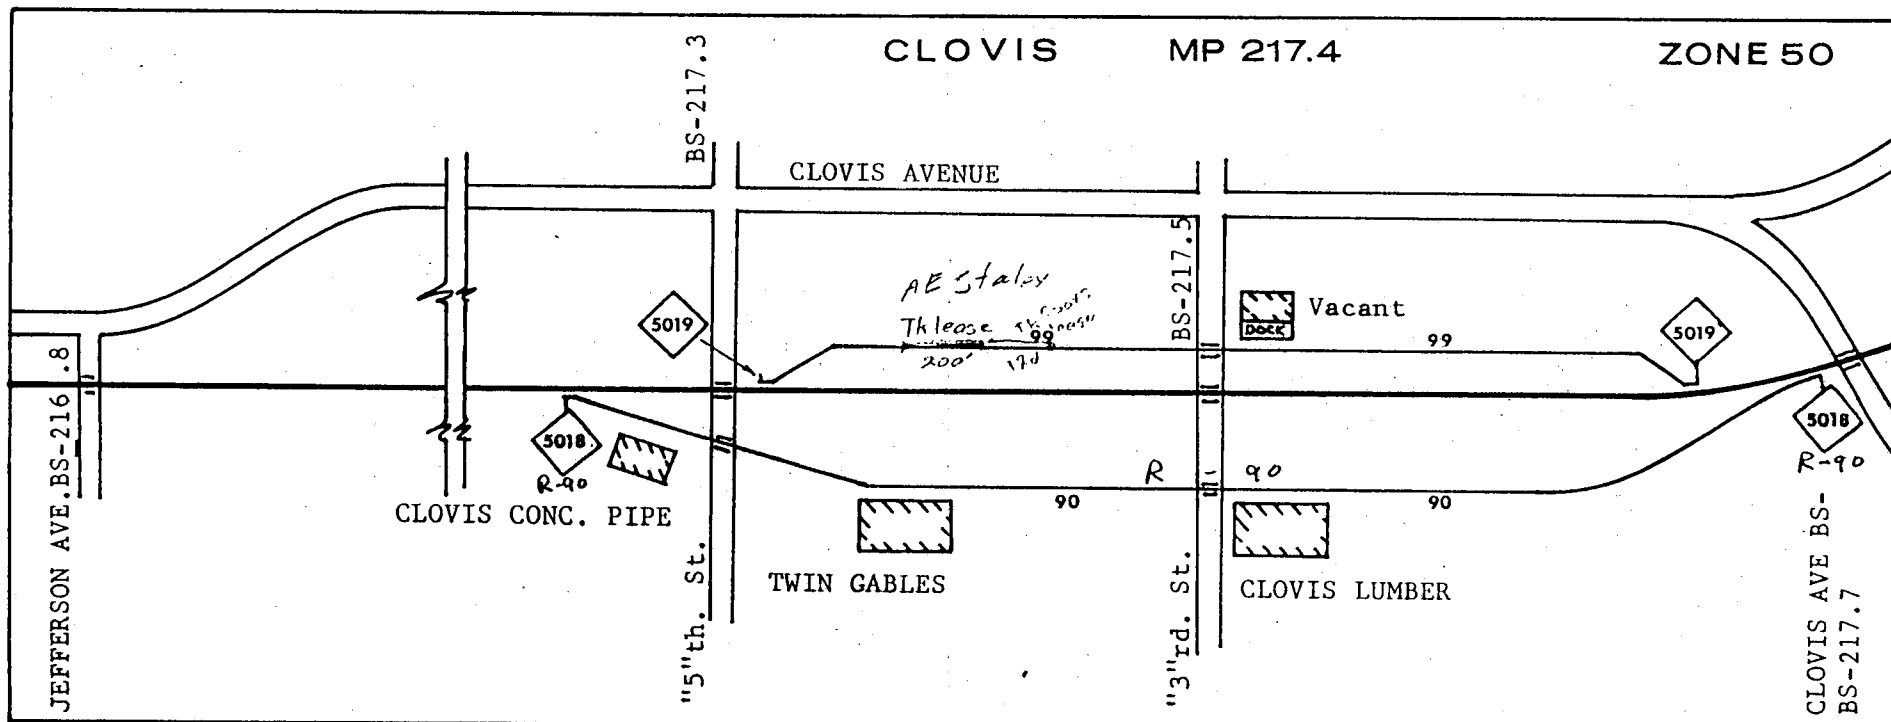 CLOVIS MP 217.4 ZONE 50
BS-217.3
CLOVIS AVENUE
BS-217.5
AE Staley
Tk lease
200'
170
99
DOCK
Vacant
99
5019
5019
JEFFERSON AVE. BS-216.8
5018
R-90
CLOVIS CONC. PIPE
"5"th. St.
TWIN GABLES
90
R 90
90
"3"rd. St.
CLOVIS LUMBER
5018
R-90
CLOVIS AVE BS-
BS-217.7